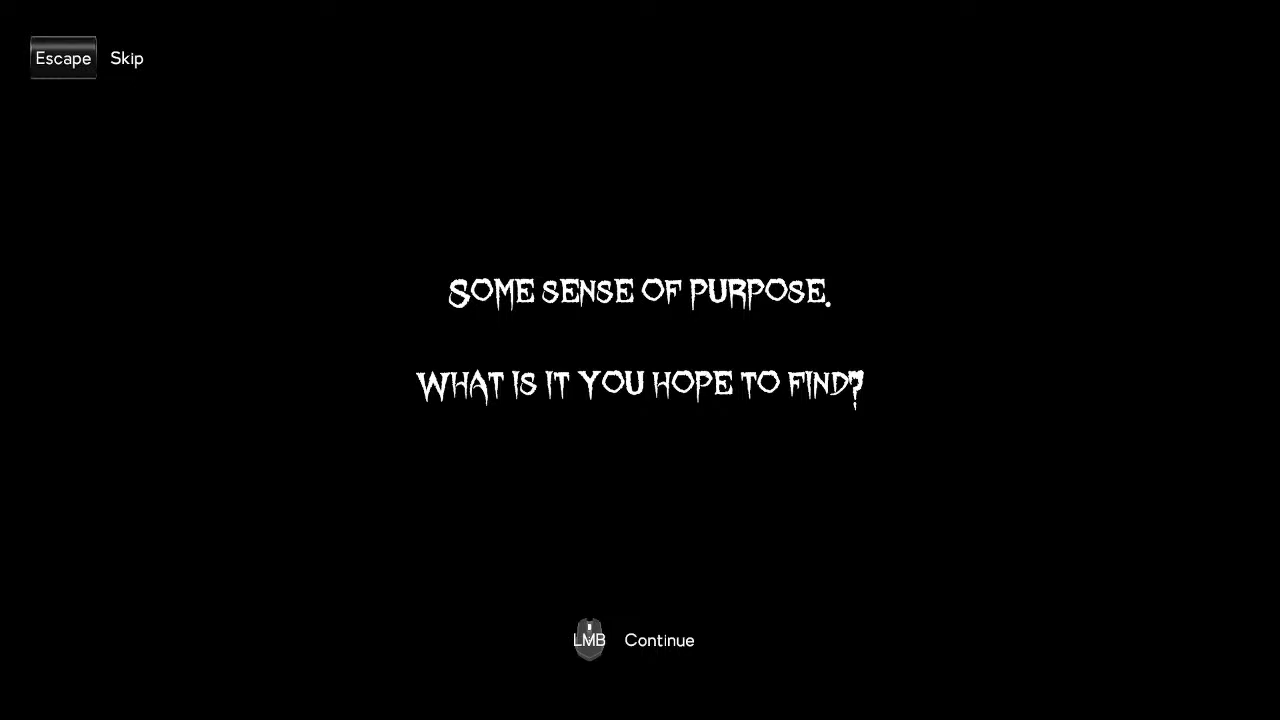 Escape Skip
Some sense of purpose.
What is it you hope to find?
LMB Continue